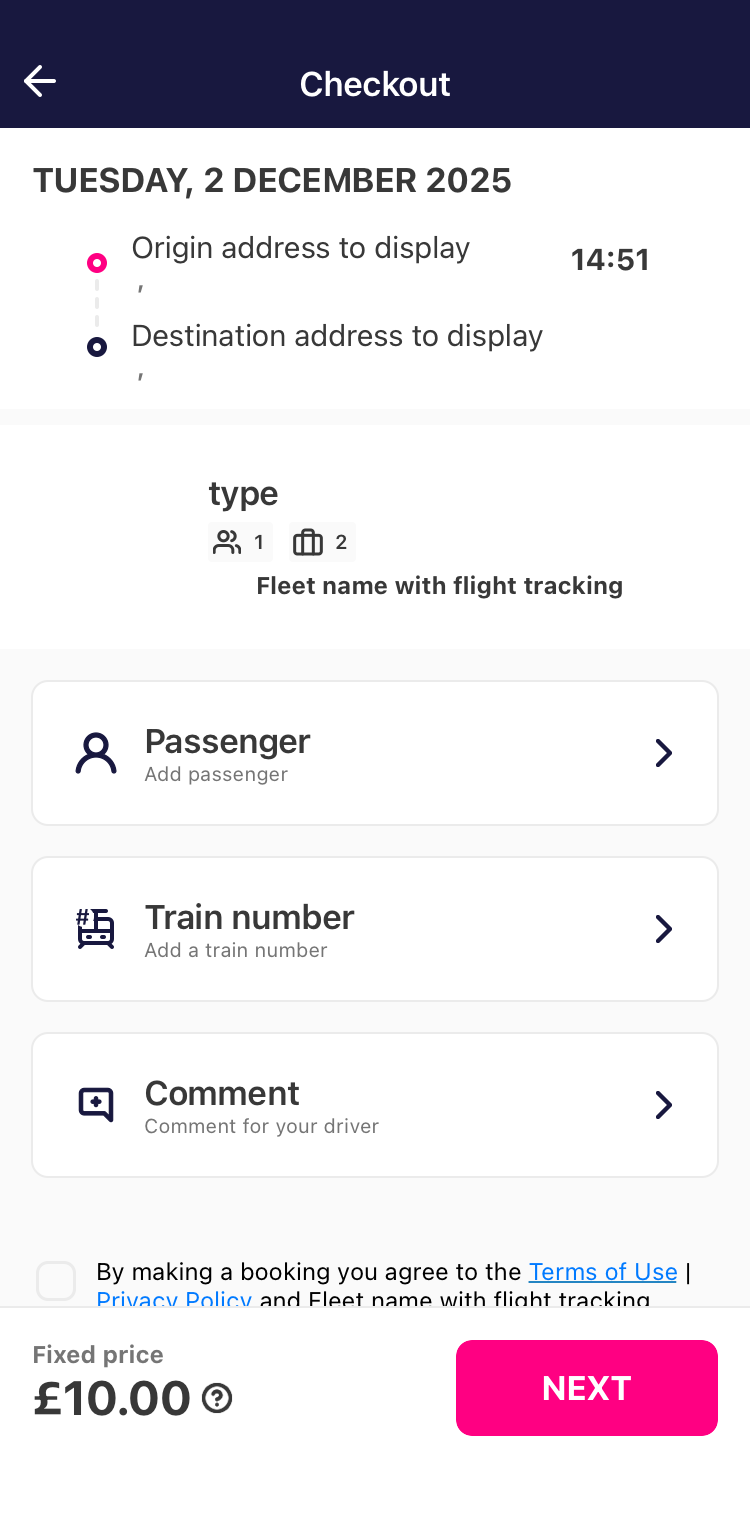 Checkout
TUESDAY, 2 DECEMBER 2025
Origin address to display
14:51
,
Destination address to display
,
type
1 2
Fleet name with flight tracking
Passenger
Add passenger
#
Train number
Add a train number
Comment
Comment for your driver
By making a booking you agree to the Terms of Use |
Privacy Policy and Fleet name with flight tracking
Fixed price
£10.00 ?
NEXT